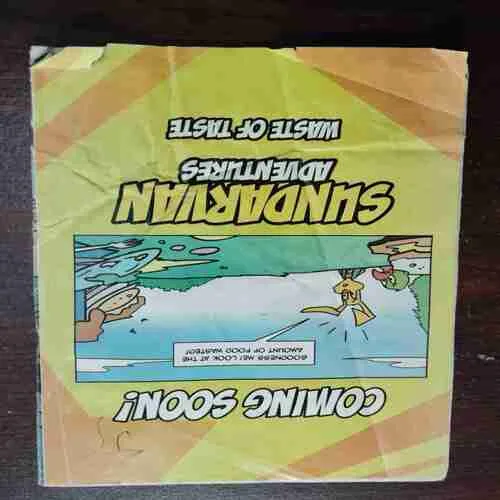 COMING SOON!
GOODNESS ME! LOOK AT THE
AMOUNT OF FOOD WASTED!
SUNDARVAN
ADVENTURES
WASTE OF TASTE